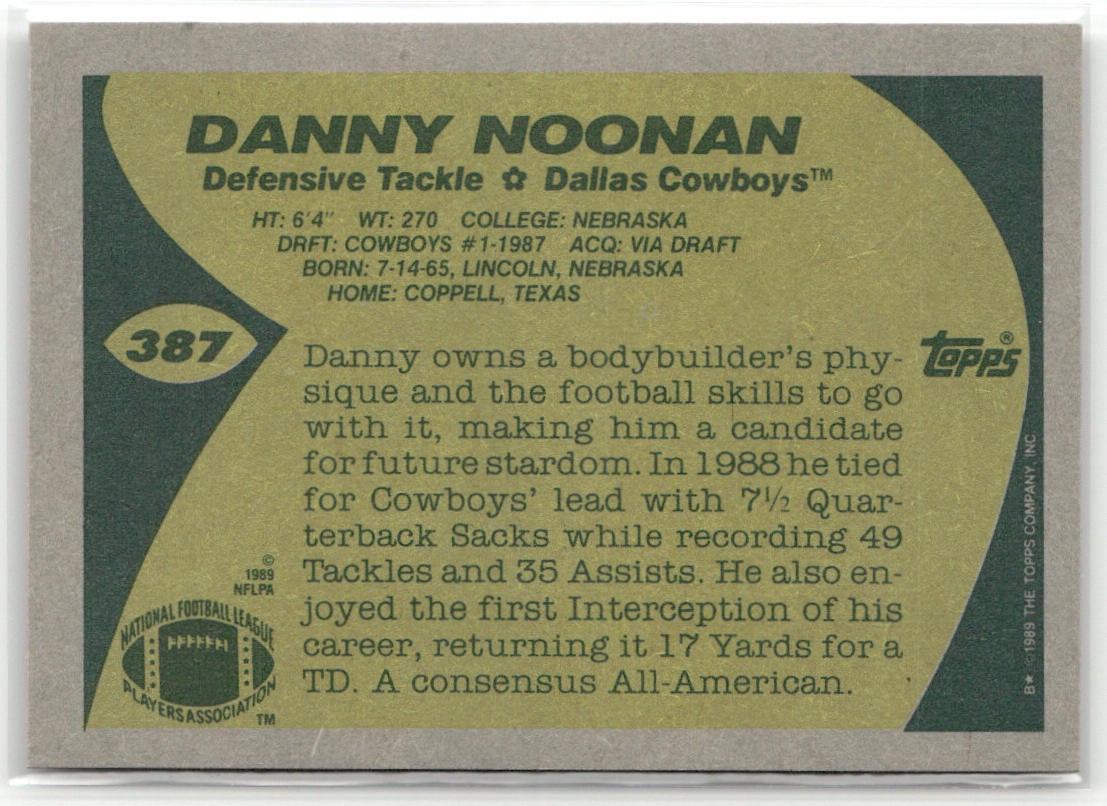 DANNY NOONAN
Defensive Tackle ✿ Dallas Cowboys™
HT: 6'4" WT: 270 COLLEGE: NEBRASKA
DRFT: COWBOYS #1-1987 ACQ: VIA DRAFT
BORN: 7-14-65, LINCOLN, NEBRASKA
HOME: COPPELL, TEXAS
387
topps®
Danny owns a bodybuilder's phy-
sique and the football skills to go
with it, making him a candidate
for future stardom. In 1988 he tied
for Cowboys' lead with 7½ Quar-
terback Sacks while recording 49
Tackles and 35 Assists. He also en-
joyed the first Interception of his
career, returning it 17 Yards for a
TD. A consensus All-American.
©
1989
NFLPA
NATIONAL FOOTBALL LEAGUE
PLAYERS ASSOCIATION
TM
B★ ©1989 THE TOPPS COMPANY, INC.